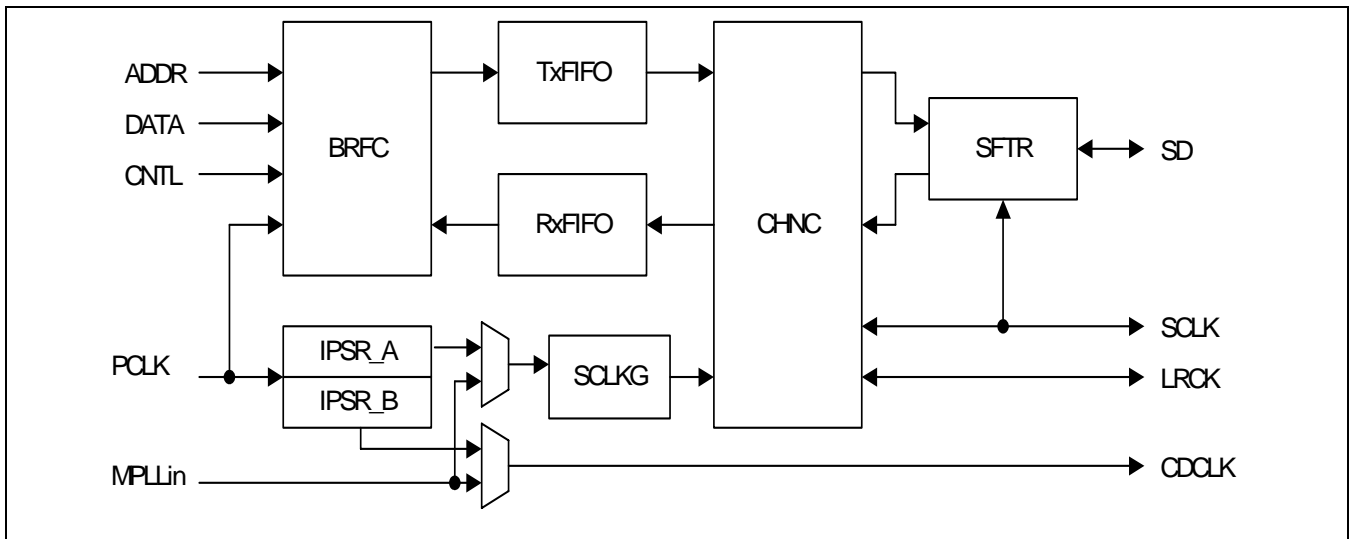 ADDR
DATA
CNTL
PCLK
MPLLin
BRFC
TxFIFO
RxFIFO
IPSR_A
IPSR_B
SCLKG
CHNC
SFTR
SD
SCLK
LRCK
CDCLK